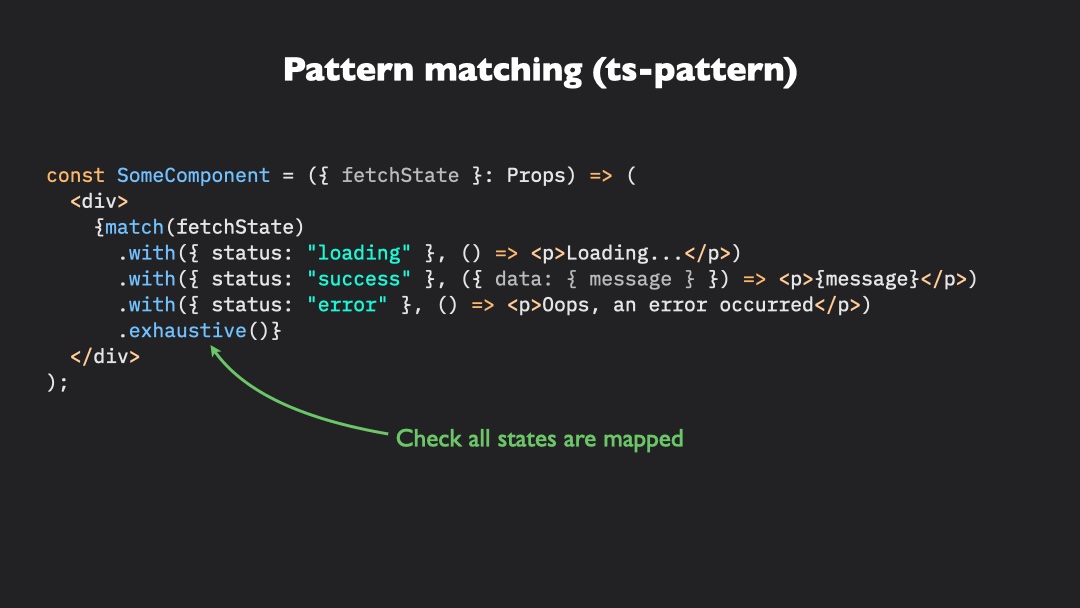 Pattern matching (ts-pattern)
const SomeComponent = ({ fetchState }: Props) => (
  <div>
    {match(fetchState)
      .with({ status: "loading" }, () => <p>Loading...</p>)
      .with({ status: "success" }, ({ data: { message } }) => <p>{message}</p>)
      .with({ status: "error" }, () => <p>Oops, an error occurred</p>)
      .exhaustive()}
  </div>
);
Check all states are mapped